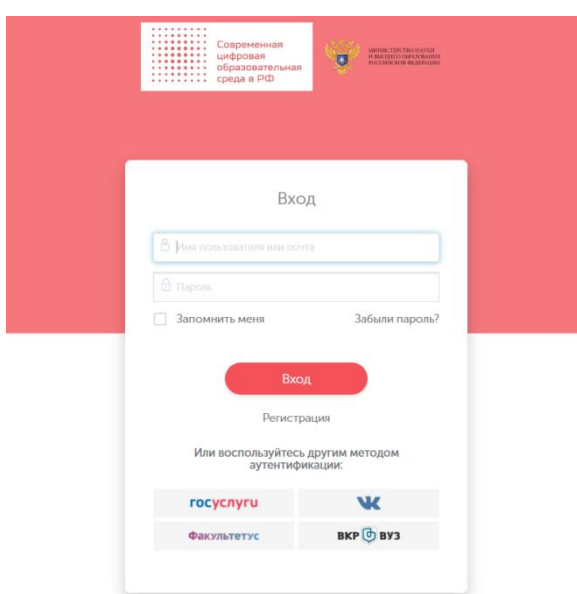 Современная
цифровая
образовательная
среда в РФ
МИНИСТЕРСТВО НАУКИ
И ВЫСШЕГО ОБРАЗОВАНИЯ
РОССИЙСКОЙ ФЕДЕРАЦИИ
Вход
Имя пользователя или почта
Пароль
Запомнить меня
Забыли пароль?
Вход
Регистрация
Или воспользуйтесь другим методом
аутентификации:
госуслуги
Факультетус
ВКР ВУЗ